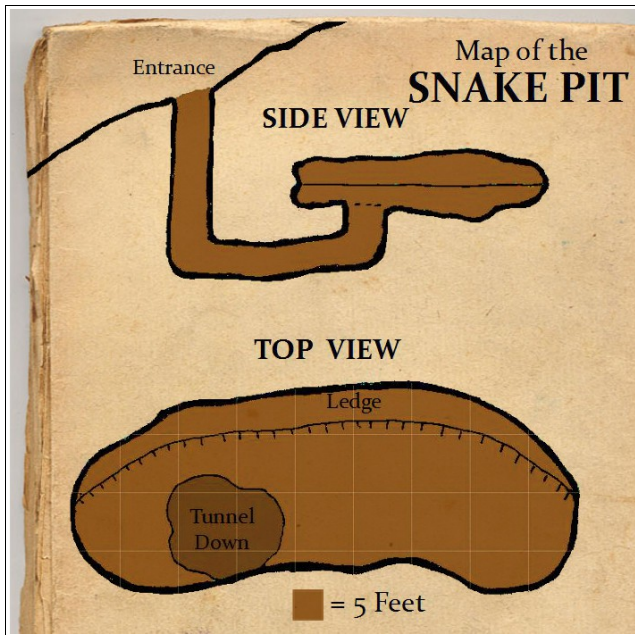 Map of the
SNAKE PIT
Entrance
SIDE VIEW
TOP VIEW
Ledge
Tunnel
Down
= 5 Feet